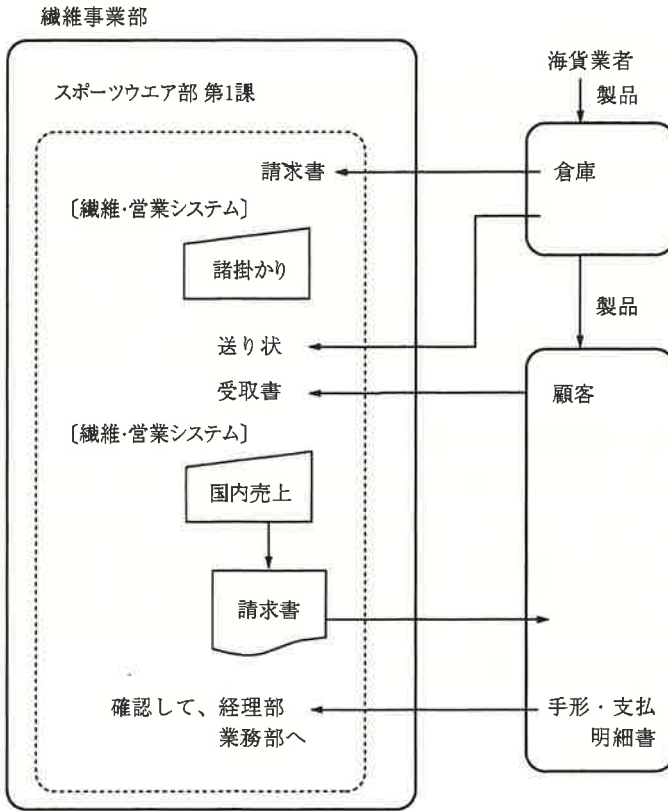 繊維事業部
スポーツウエア部 第1課
海貨業者
製品
請求書
倉庫
〔繊維･営業システム〕
諸掛かり
製品
送り状
受取書
顧客
〔繊維･営業システム〕
国内売上
請求書
確認して、経理部
業務部へ
手形・支払
明細書